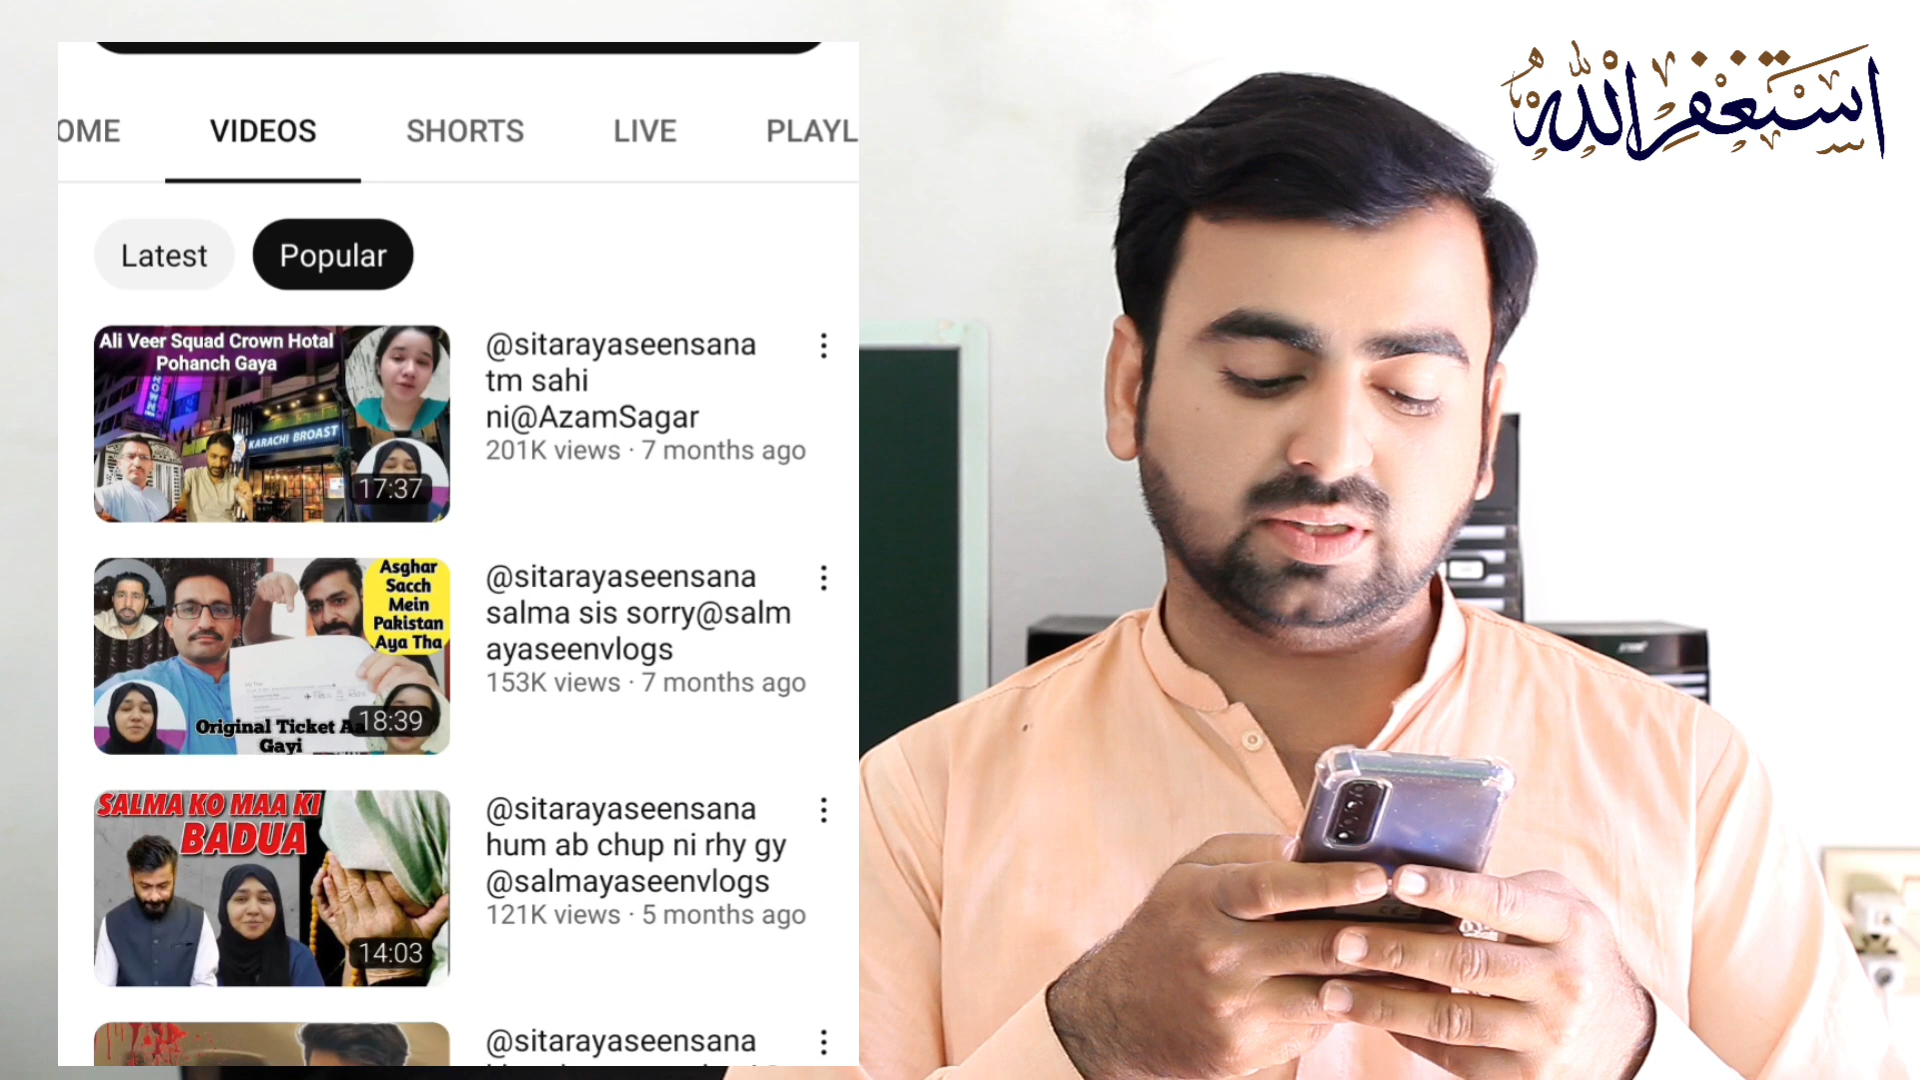 OME VIDEOS SHORTS LIVE PLAYL
Latest Popular
Ali Veer Squad Crown Hotal
Pohanch Gaya
KARACHI BROAST
17:37
@sitarayaseensana
tm sahi
ni@AzamSagar
201K views · 7 months ago
Asghar
Sacch
Mein
Pakistan
Aya Tha
Original Ticket Aa
Gayi
18:39
@sitarayaseensana
salma sis sorry@salm
ayaseenvlogs
153K views · 7 months ago
SALMA KO MAA KI
BADUA
14:03
@sitarayaseensana
hum ab chup ni rhy gy
@salmayaseenvlogs
121K views · 5 months ago
@sitarayaseensana
استغفر الله